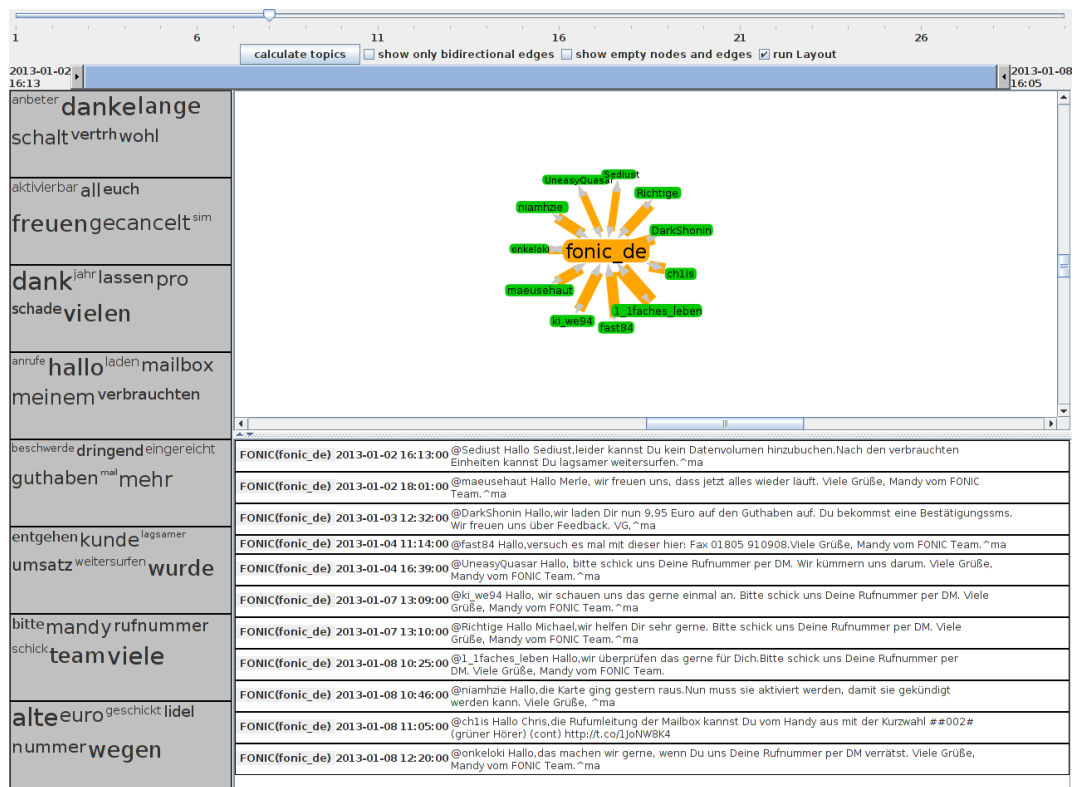 1 6 11 16 21 26
calculate topics show only bidirectional edges show empty nodes and edges run Layout
2013-01-02
16:13
2013-01-08
16:05
anbeter danke lange
schalt vertrh wohl
aktivierbar all euch
freuen gecancelt sim
dank jahr lassen pro
schade vielen
anrufe hallo laden mailbox
meinem verbrauchten
beschwerde dringend eingereicht
guthaben mail mehr
entgehen kunde lagsamer
umsatz weitersurfen wurde
bitte mandy rufnummer
schick team viele
alte euro geschickt lidel
nummer wegen
Sediust
UneasyQuasar
Richtige
niamhzie
DarkShonin
onkeloki
fonic_de
ch1ls
maeusehaut
1_1faches_leben
ki_we94
fast84
FONIC(fonic_de) 2013-01-02 16:13:00 @Sediust Hallo Sediust,leider kannst Du kein Datenvolumen hinzubuchen.Nach den verbrauchten
Einheiten kannst Du lagsamer weitersurfen.^ma
FONIC(fonic_de) 2013-01-02 18:01:00 @maeusehaut Hallo Merle, wir freuen uns, dass jetzt alles wieder läuft. Viele Grüße, Mandy vom FONIC
Team.^ma
FONIC(fonic_de) 2013-01-03 12:32:00 @DarkShonin Hallo,wir laden Dir nun 9,95 Euro auf den Guthaben auf. Du bekommst eine Bestätigungssms.
Wir freuen uns über Feedback. VG,^ma
FONIC(fonic_de) 2013-01-04 11:14:00 @fast84 Hallo,versuch es mal mit dieser hier: Fax 01805 910908.Viele Grüße, Mandy vom FONIC Team.^ma
FONIC(fonic_de) 2013-01-04 16:39:00 @UneasyQuasar Hallo, bitte schick uns Deine Rufnummer per DM. Wir kümmern uns darum. Viele Grüße,
Mandy vom FONIC Team.^ma
FONIC(fonic_de) 2013-01-07 13:09:00 @ki_we94 Hallo, wir schauen uns das gerne einmal an. Bitte schick uns Deine Rufnummer per DM. Viele
Grüße, Mandy vom FONIC Team.^ma
FONIC(fonic_de) 2013-01-07 13:10:00 @Richtige Hallo Michael,wir helfen Dir sehr gerne. Bitte schick uns Deine Rufnummer per DM. Viele
Grüße, Mandy vom FONIC Team.^ma
FONIC(fonic_de) 2013-01-08 10:25:00 @1_1faches_leben Hallo,wir überprüfen das gerne für Dich.Bitte schick uns Deine Rufnummer per
DM. Viele Grüße, Mandy vom FONIC Team.
FONIC(fonic_de) 2013-01-08 10:46:00 @niamhzie Hallo,die Karte ging gestern raus.Nun muss sie aktiviert werden, damit sie gekündigt
werden kann. Viele Grüße, ^ma
FONIC(fonic_de) 2013-01-08 11:05:00 @ch1is Hallo Chris,die Rufumleitung der Mailbox kannst Du vom Handy aus mit der Kurzwahl ##002#
(grüner Hörer) (cont) http://t.co/1JoNW8K4
FONIC(fonic_de) 2013-01-08 12:20:00 @onkeloki Hallo,das machen wir gerne, wenn Du uns Deine Rufnummer per DM verrätst. Viele Grüße,
Mandy vom FONIC Team.^ma